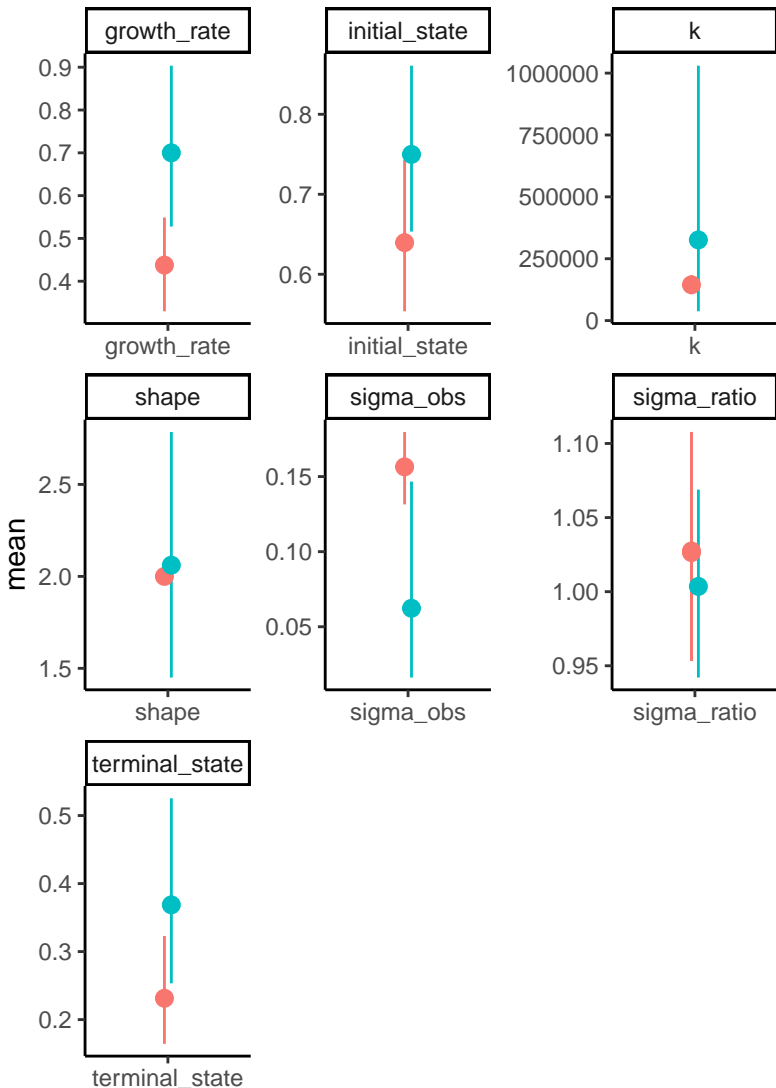 growth_rate
initial_state
k
0.9
0.8
0.7
0.6
0.5
0.4
0.8
0.7
0.6
1000000
750000
500000
250000
0
growth_rate
initial_state
k
shape
sigma_obs
sigma_ratio
mean
2.5
2.0
1.5
0.15
0.10
0.05
1.10
1.05
1.00
0.95
shape
sigma_obs
sigma_ratio
terminal_state
0.5
0.4
0.3
0.2
terminal_state